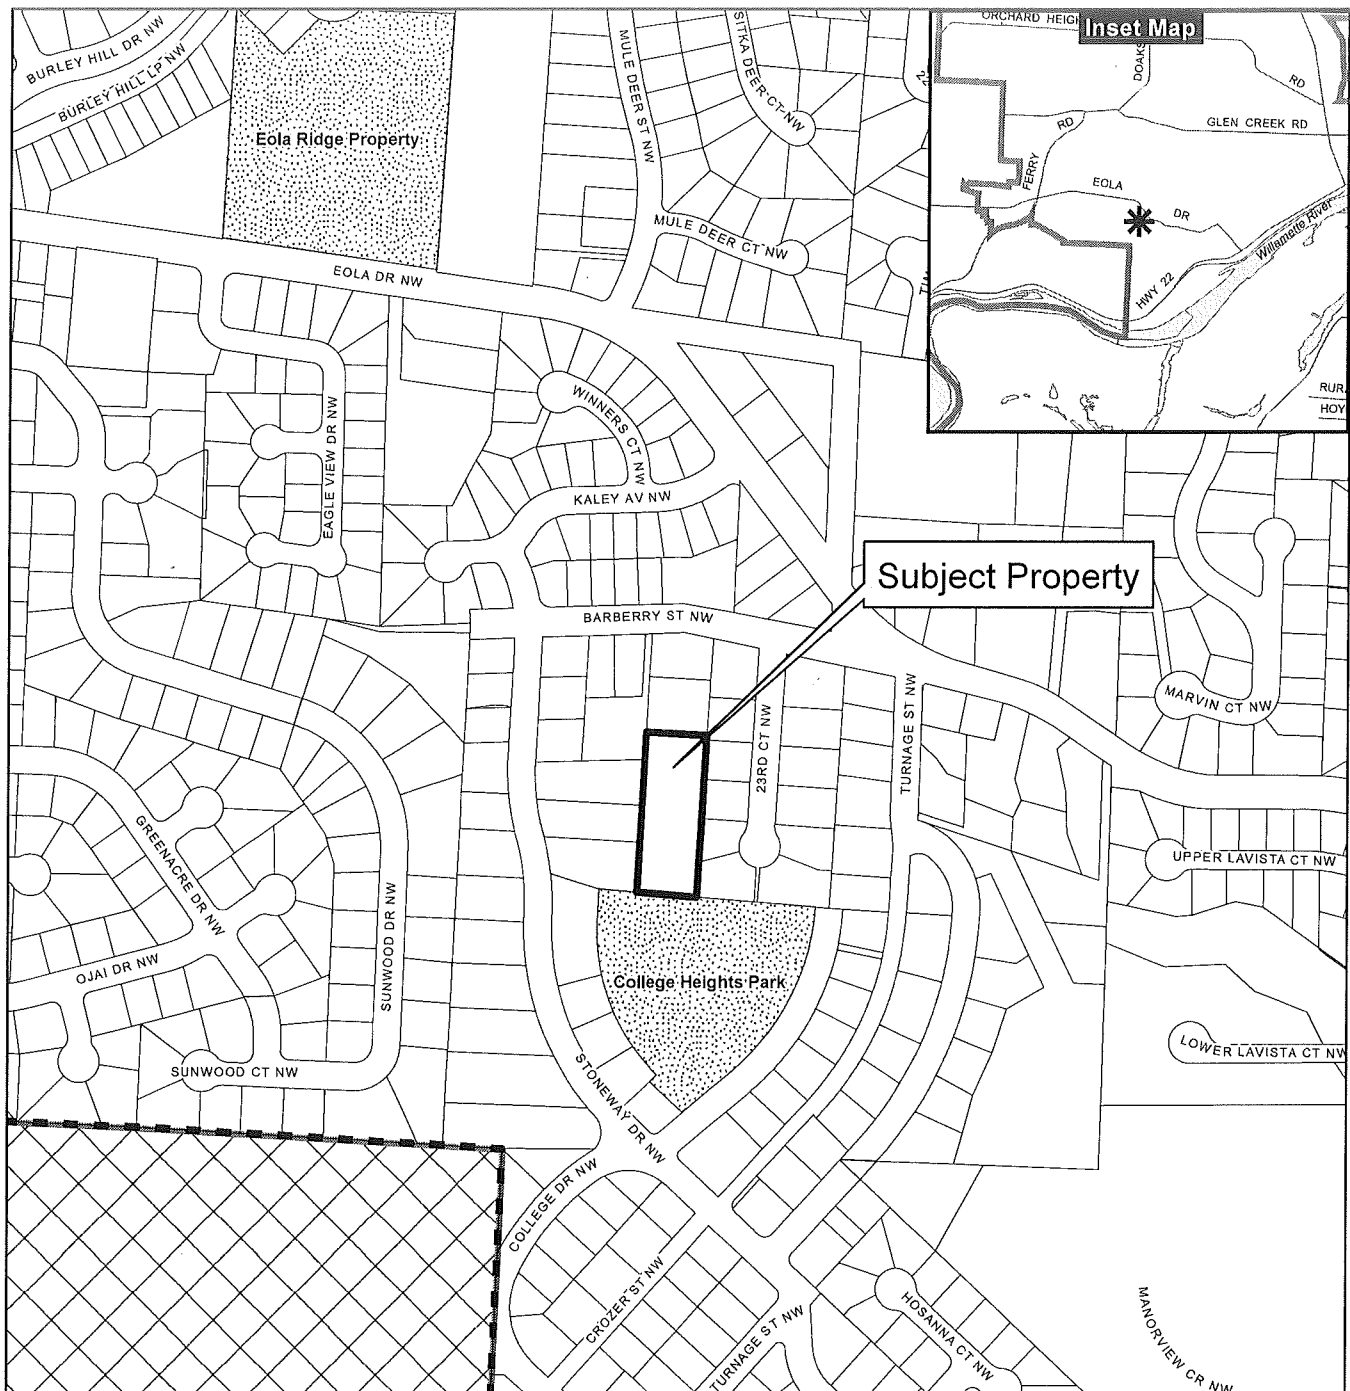 BURLEY HILL DR NW
BURLEY HILL LP NW
Eola Ridge Property
MULE DEER ST NW
SITKA DEER CT NW
MULE DEER CT NW
EOLA DR NW
Inset Map
DOAKS
RD
GLEN CREEK RD
RD
FERRY
EOLA
DR
Willamette River
HWY 22
WINNERS CT NW
EAGLE VIEW DR NW
KALEY AV NW
Subject Property
BARBERRY ST NW
MARVIN CT NW
TURNAGE ST NW
23RD CT NW
GREENACRE DR NW
UPPER LAVISTA CT NW
SUNWOOD DR NW
OJAI DR NW
College Heights Park
SUNWOOD CT NW
STONEWAY DR NW
LOWER LAVISTA CT NW
COLLEGE DR NW
CROZER ST NW
TURNAGE ST NW
HOSANNA CT NW
MANORVIEW CR NW